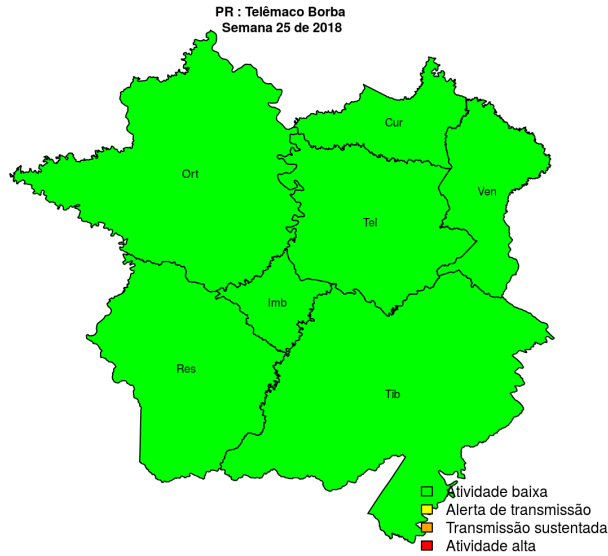 PR : Telêmaco Borba
Semana 25 de 2018
Cur
Ort
Ven
Tel
Imb
Res
Tib
Atividade baixa
Alerta de transmissão
Transmissão sustentada
Atividade alta